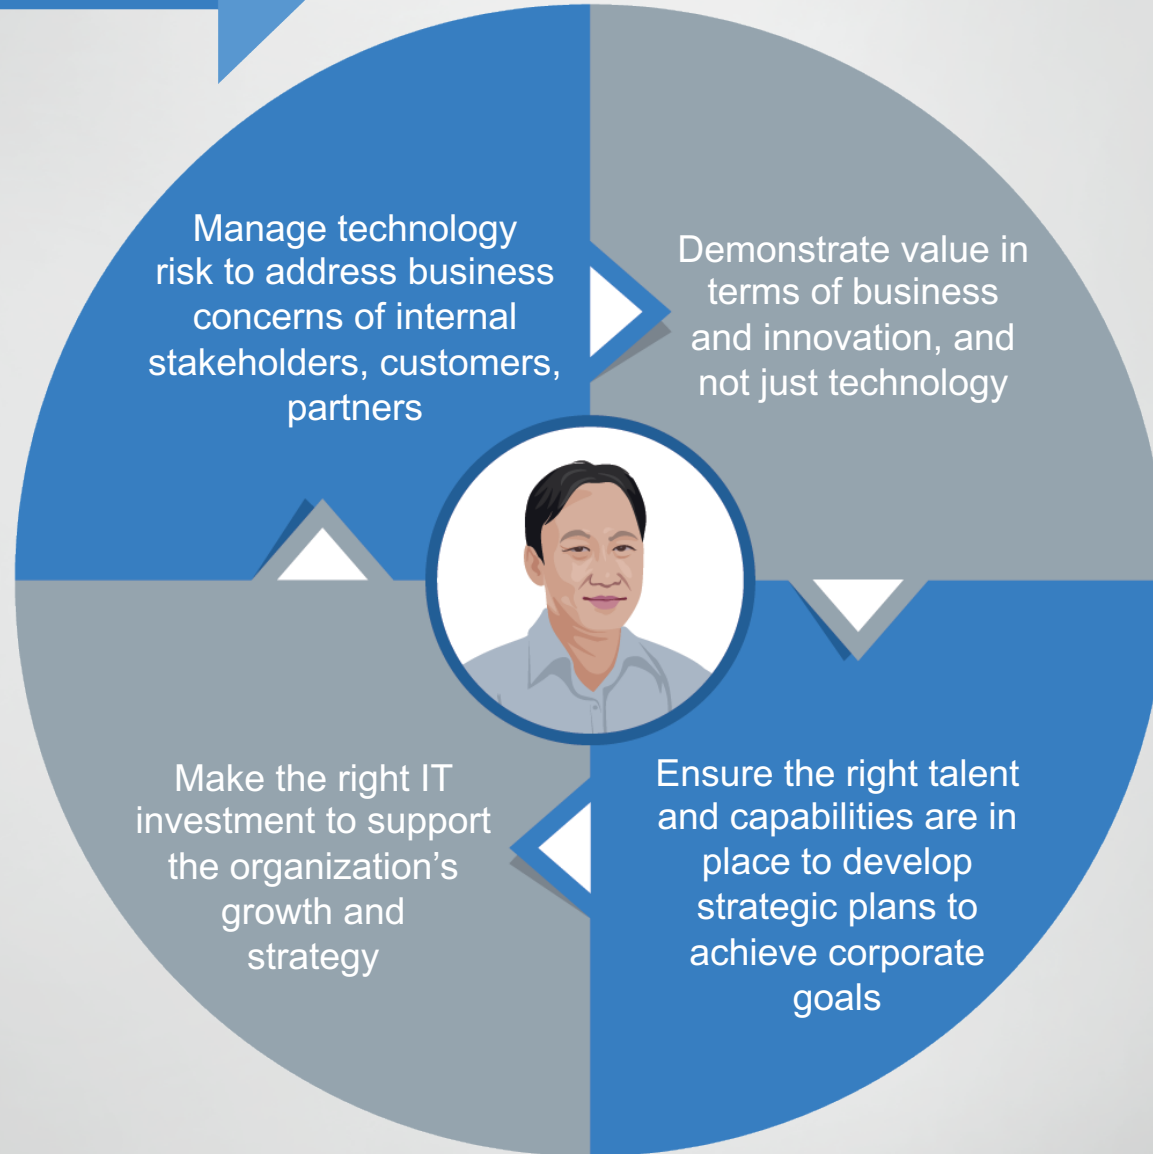 Manage technology
risk to address business
concerns of internal
stakeholders, customers,
partners
Demonstrate value in
terms of business
and innovation, and
not just technology
Make the right IT
investment to support
the organization’s
growth and
strategy
Ensure the right talent
and capabilities are in
place to develop
strategic plans to
achieve corporate
goals